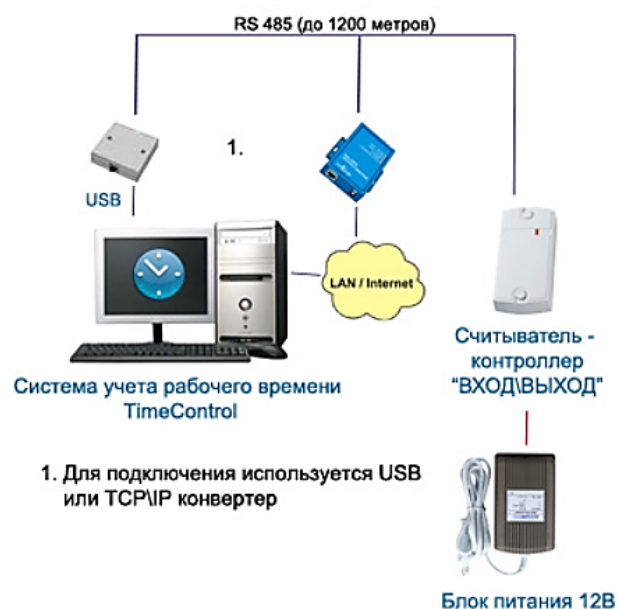 RS 485 (до 1200 метров)
1.
USB
LAN / Internet
Считыватель -
контроллер
“ВХОД\ВЫХОД”
Система учета рабочего времени
TimeControl
1. Для подключения используется USB
или TCP\IP конвертер
Блок питания 12В